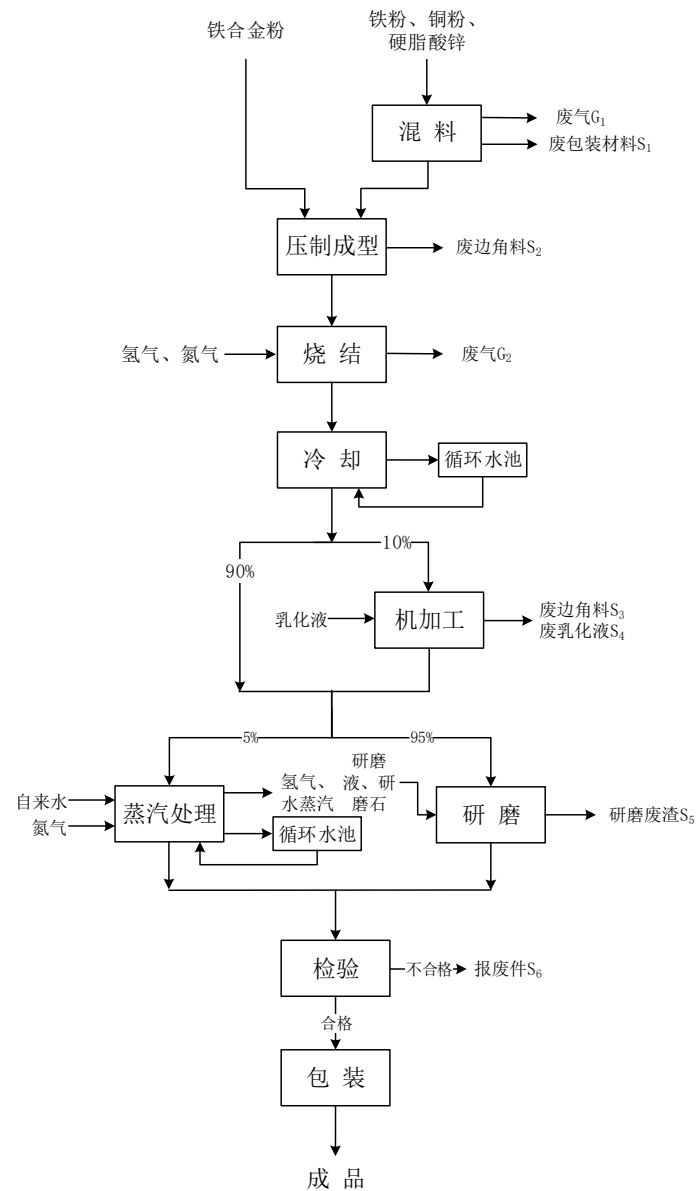 铁合金粉
铁粉、铜粉、
硬脂酸锌
混 料
废气G₁
废包装材料S₁
压制成型
废边角料S₂
氢气、氮气
烧 结
废气G₂
冷 却
循环水池
10%
90%
乳化液
机加工
废边角料S₃
废乳化液S₄
5%
95%
自来水
氮气
蒸汽处理
氢气、
水蒸汽
循环水池
研磨
液、研
磨石
研 磨
研磨废渣S₅
检验
不合格
报废件S₆
合格
包 装
成 品